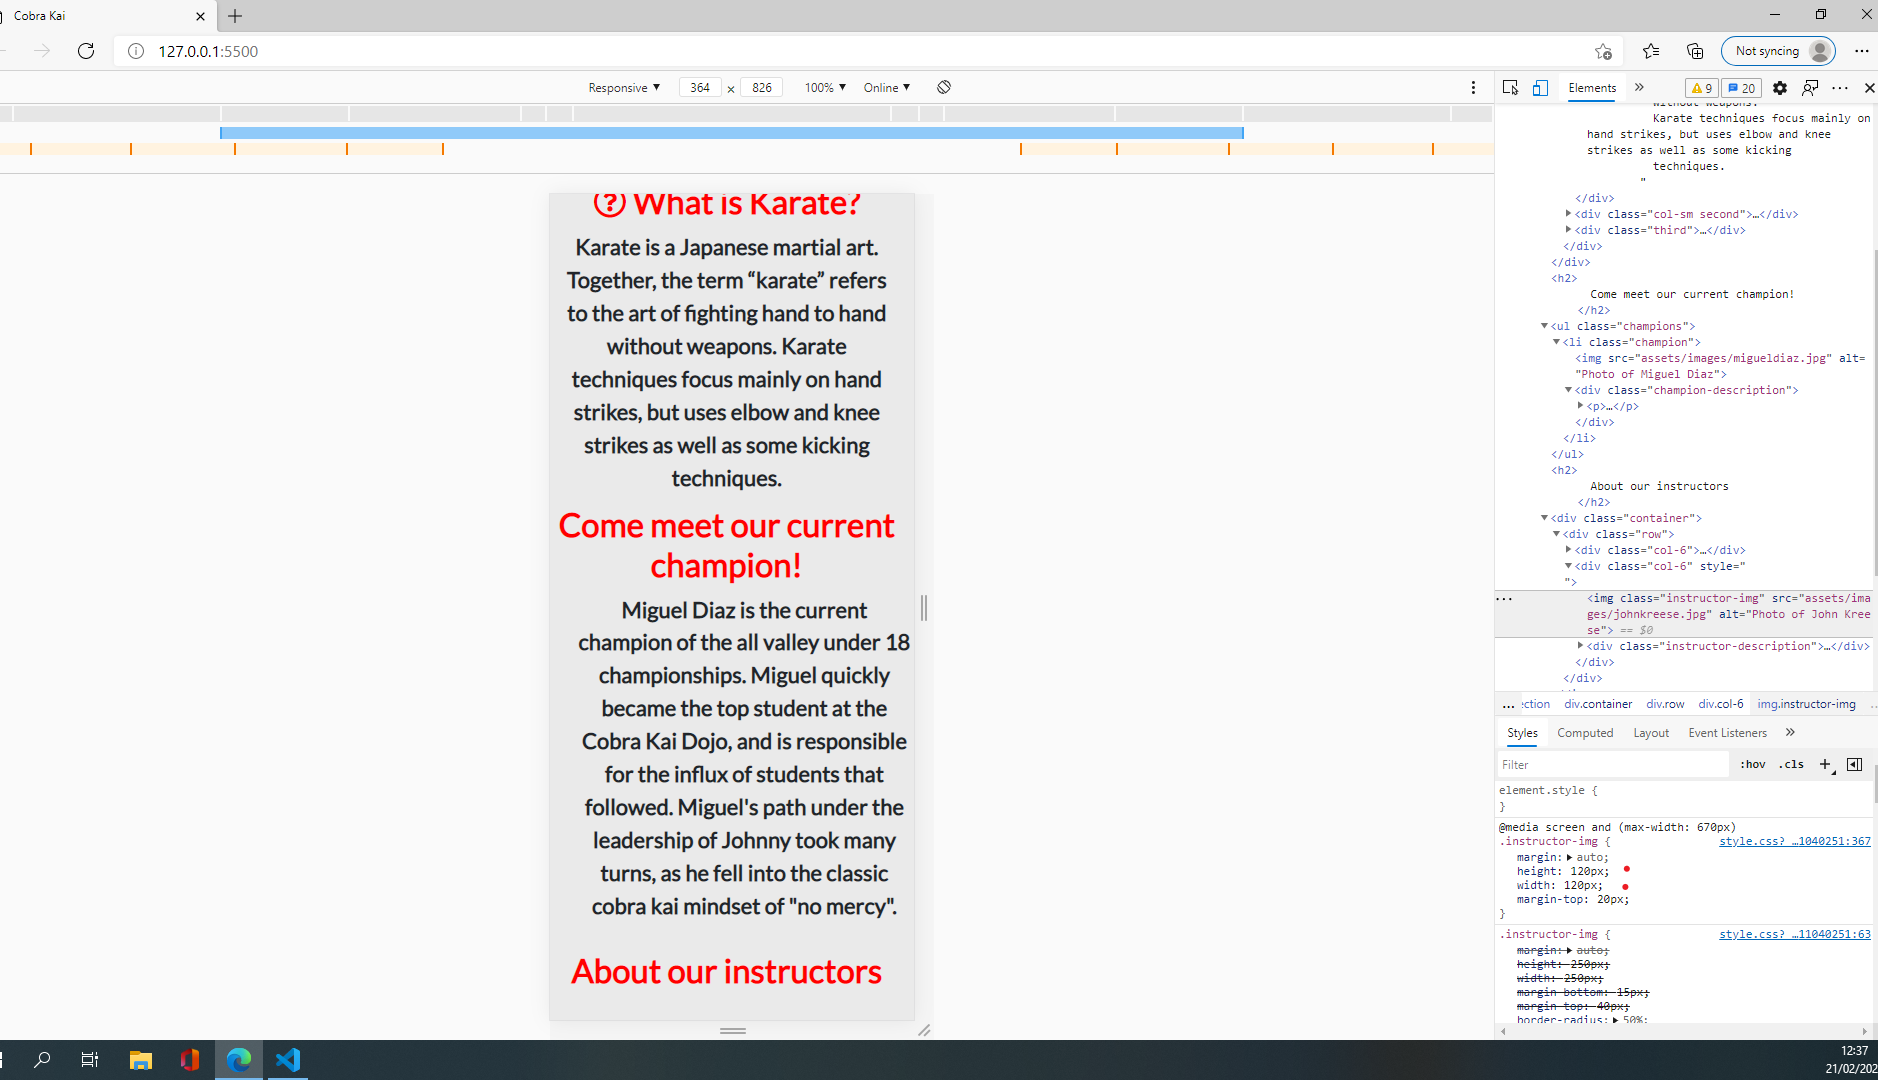 Cobra Kai
127.0.0.1:5500
Not syncing
Responsive ▼ 364 × 826 100% ▼ Online ▼
Elements » 9 20
What is Karate?
Karate is a Japanese martial art.
Together, the term “karate” refers
to the art of fighting hand to hand
without weapons. Karate
techniques focus mainly on hand
strikes, but uses elbow and knee
strikes as well as some kicking
techniques.
Come meet our current
champion!
Miguel Diaz is the current
champion of the all valley under 18
championships. Miguel quickly
became the top student at the
Cobra Kai Dojo, and is responsible
for the influx of students that
followed. Miguel's path under the
leadership of Johnny took many
turns, as he fell into the classic
cobra kai mindset of "no mercy".
About our instructors
without weapons.
Karate techniques focus mainly on
hand strikes, but uses elbow and knee
strikes as well as some kicking
techniques.
"
</div>
<div class="col-sm second">…</div>
<div class="third">…</div>
</div>
</div>
<h2>
Come meet our current champion!
</h2>
<ul class="champions">
<li class="champion">
<img src="assets/images/migueldiaz.jpg" alt=
"Photo of Miguel Diaz">
<div class="champion-description">
<p>…</p>
</div>
</li>
</ul>
<h2>
About our instructors
</h2>
<div class="container">
<div class="row">
<div class="col-6">…</div>
<div class="col-6" style="
">
<img class="instructor-img" src="assets/ima
ges/johnkreese.jpg" alt="Photo of John Kree
se"> == $0
<div class="instructor-description">…</div>
</div>
</div>
... ection div.container div.row div.col-6 img.instructor-img
Styles Computed Layout Event Listeners »
Filter :hov .cls +
element.style {
}
@media screen and (max-width: 670px)
.instructor-img { style.css? …1040251:367
margin: auto;
height: 120px;
width: 120px;
margin-top: 20px;
}
.instructor-img { style.css? …11040251:63
margin: auto;
height: 250px;
width: 250px;
margin-bottom: 15px;
margin-top: 40px;
border-radius: 50%;
12:37
21/02/202